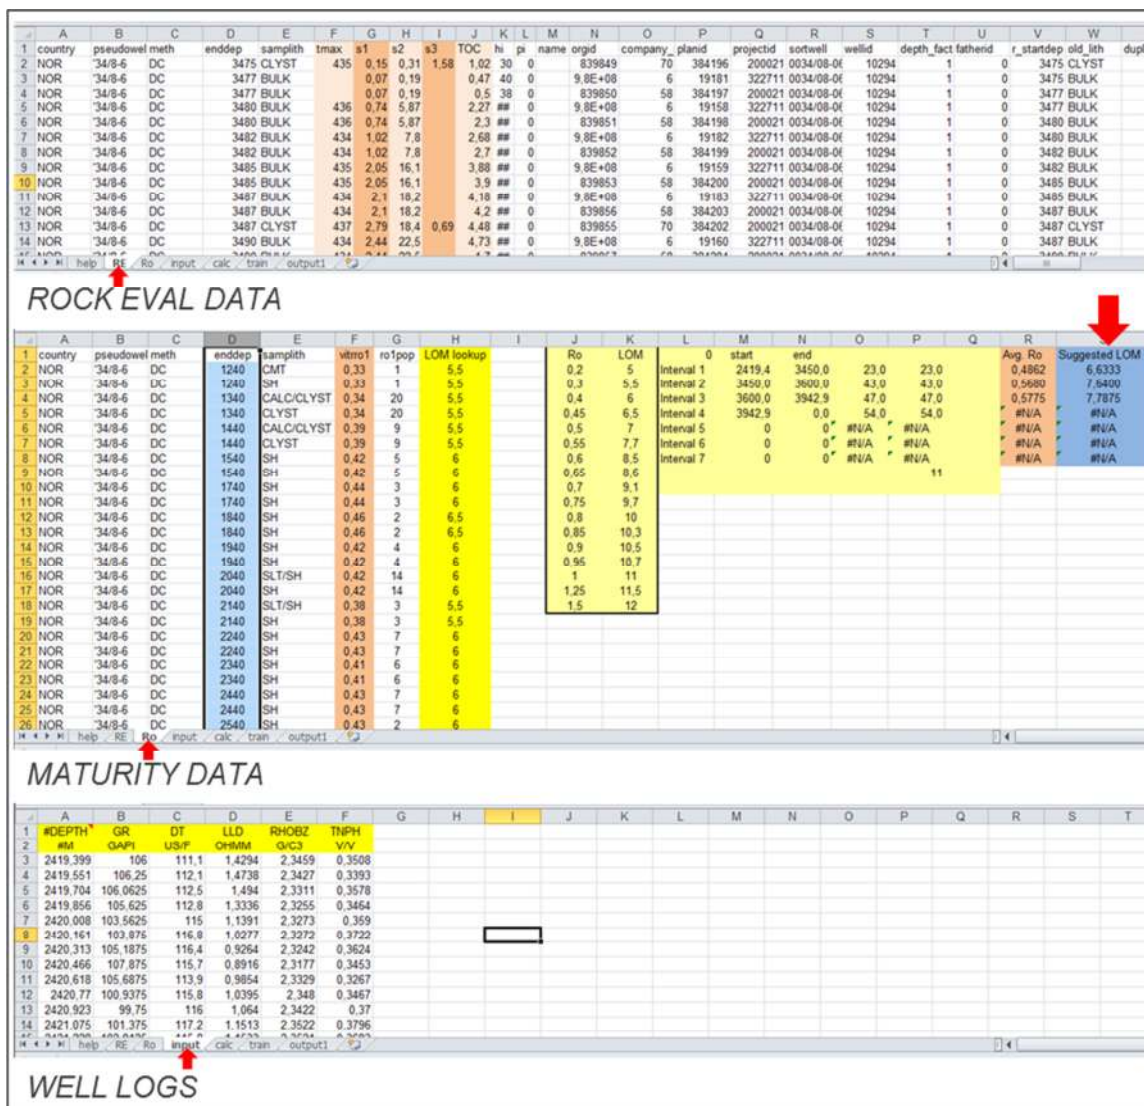 A B C D E F G H I J K L M N O P Q R S T U V W
1 country pseudowel meth enddep samplith tmax s1 s2 s3 TOC hi pi name orgid company_ planid projectid sortwell wellid depth_fact fatherid r_startdep old_lith dupl
2 NOR '34/8-6 DC 3475 CLYST 435 0,15 0,31 1,58 1,02 30 0 839849 70 384196 200021 0034/08-06 10294 1 0 3475 CLYST
3 NOR '34/8-6 DC 3477 BULK 0,07 0,19 0,47 40 0 9,8E+08 6 19181 322711 0034/08-06 10294 1 0 3475 BULK
4 NOR '34/8-6 DC 3477 BULK 0,07 0,19 0,5 38 0 839850 58 384197 200021 0034/08-06 10294 1 0 3477 BULK
5 NOR '34/8-6 DC 3480 BULK 436 0,74 5,87 2,27 ## 0 9,8E+08 6 19158 322711 0034/08-06 10294 1 0 3477 BULK
6 NOR '34/8-6 DC 3480 BULK 436 0,74 5,87 2,3 ## 0 839851 58 384198 200021 0034/08-06 10294 1 0 3480 BULK
7 NOR '34/8-6 DC 3482 BULK 434 1,02 7,8 2,68 ## 0 9,8E+08 6 19182 322711 0034/08-06 10294 1 0 3480 BULK
8 NOR '34/8-6 DC 3482 BULK 434 1,02 7,8 2,7 ## 0 839852 58 384199 200021 0034/08-06 10294 1 0 3482 BULK
9 NOR '34/8-6 DC 3485 BULK 435 2,05 16,1 3,88 ## 0 9,8E+08 6 19159 322711 0034/08-06 10294 1 0 3482 BULK
10 NOR '34/8-6 DC 3485 BULK 435 2,05 16,1 3,9 ## 0 839853 58 384200 200021 0034/08-06 10294 1 0 3485 BULK
11 NOR '34/8-6 DC 3487 BULK 434 2,1 18,2 4,18 ## 0 9,8E+08 6 19183 322711 0034/08-06 10294 1 0 3485 BULK
12 NOR '34/8-6 DC 3487 BULK 434 2,1 18,2 4,2 ## 0 839856 58 384203 200021 0034/08-06 10294 1 0 3487 BULK
13 NOR '34/8-6 DC 3487 CLYST 437 2,79 18,4 0,69 4,48 ## 0 839855 70 384202 200021 0034/08-06 10294 1 0 3487 CLYST
14 NOR '34/8-6 DC 3490 BULK 434 2,44 22,5 4,73 ## 0 9,8E+08 6 19160 322711 0034/08-06 10294 1 0 3487 BULK
help RE Ro input calc train output1
ROCK EVAL DATA
A B C D E F G H I J K L M N O P Q R
1 country pseudowel meth enddep samplith vitrro1 ro1pop LOM lookup Ro LOM 0 start end Avg. Ro Suggested LOM
2 NOR '34/8-6 DC 1240 CMT 0,33 1 5,5 0,2 5 Interval 1 2419,4 3450,0 23,0 23,0 0,4862 6,6333
3 NOR '34/8-6 DC 1240 SH 0,33 1 5,5 0,3 5,5 Interval 2 3450,0 3600,0 43,0 43,0 0,5680 7,6400
4 NOR '34/8-6 DC 1340 CALC/CLYST 0,34 20 5,5 0,4 6 Interval 3 3600,0 3942,9 47,0 47,0 0,5775 7,7875
5 NOR '34/8-6 DC 1340 CLYST 0,34 20 5,5 0,45 6,5 Interval 4 3942,9 0,0 54,0 54,0 #N/A #N/A
6 NOR '34/8-6 DC 1440 CALC/CLYST 0,39 9 5,5 0,5 7 Interval 5 0 0 #N/A #N/A #N/A #N/A
7 NOR '34/8-6 DC 1440 CLYST 0,39 9 5,5 0,55 7,7 Interval 6 0 0 #N/A #N/A #N/A #N/A
8 NOR '34/8-6 DC 1540 SH 0,42 5 6 0,6 8,5 Interval 7 0 0 #N/A #N/A #N/A #N/A
9 NOR '34/8-6 DC 1540 SH 0,42 5 6 0,65 8,6 11
10 NOR '34/8-6 DC 1740 SH 0,44 3 6 0,7 9,1
11 NOR '34/8-6 DC 1740 SH 0,44 3 6 0,75 9,7
12 NOR '34/8-6 DC 1840 SH 0,46 2 6,5 0,8 10
13 NOR '34/8-6 DC 1840 SH 0,46 2 6,5 0,85 10,3
14 NOR '34/8-6 DC 1940 SH 0,42 4 6 0,9 10,5
15 NOR '34/8-6 DC 1940 SH 0,42 4 6 0,95 10,7
16 NOR '34/8-6 DC 2040 SLT/SH 0,42 14 6 1 11
17 NOR '34/8-6 DC 2040 SH 0,42 14 6 1,25 11,5
18 NOR '34/8-6 DC 2140 SLT/SH 0,38 3 5,5 1,5 12
19 NOR '34/8-6 DC 2140 SH 0,38 3 5,5
20 NOR '34/8-6 DC 2240 SH 0,43 7 6
21 NOR '34/8-6 DC 2240 SH 0,43 7 6
22 NOR '34/8-6 DC 2340 SH 0,41 6 6
23 NOR '34/8-6 DC 2340 SH 0,41 6 6
24 NOR '34/8-6 DC 2440 SH 0,43 7 6
25 NOR '34/8-6 DC 2440 SH 0,43 7 6
26 NOR '34/8-6 DC 2540 SH 0,43 2 6
help RE Ro input calc train output1
MATURITY DATA
A B C D E F G H I J K L M N O P Q R S T
1 #DEPTH GR DT LLD RHOBZ TNPH
2 #M GAPI US/F OHMM G/C3 V/V
3 2419,399 106 111,1 1,4294 2,3459 0,3508
4 2419,551 106,25 112,1 1,4738 2,3427 0,3393
5 2419,704 106,0625 112,5 1,494 2,3311 0,3578
6 2419,856 105,625 112,8 1,3336 2,3255 0,3464
7 2420,008 103,5625 115 1,1391 2,3273 0,359
8 2420,161 103,875 116,8 1,0277 2,3272 0,3722
9 2420,313 105,1875 116,4 0,9264 2,3242 0,3624
10 2420,466 107,875 115,7 0,8916 2,3177 0,3453
11 2420,618 105,6875 113,9 0,9854 2,3329 0,3267
12 2420,77 100,9375 115,8 1,0395 2,348 0,3467
13 2420,923 99,75 116 1,064 2,3422 0,37
14 2421,075 101,375 117,2 1,1513 2,3522 0,3796
help RE Ro input calc train output1
WELL LOGS